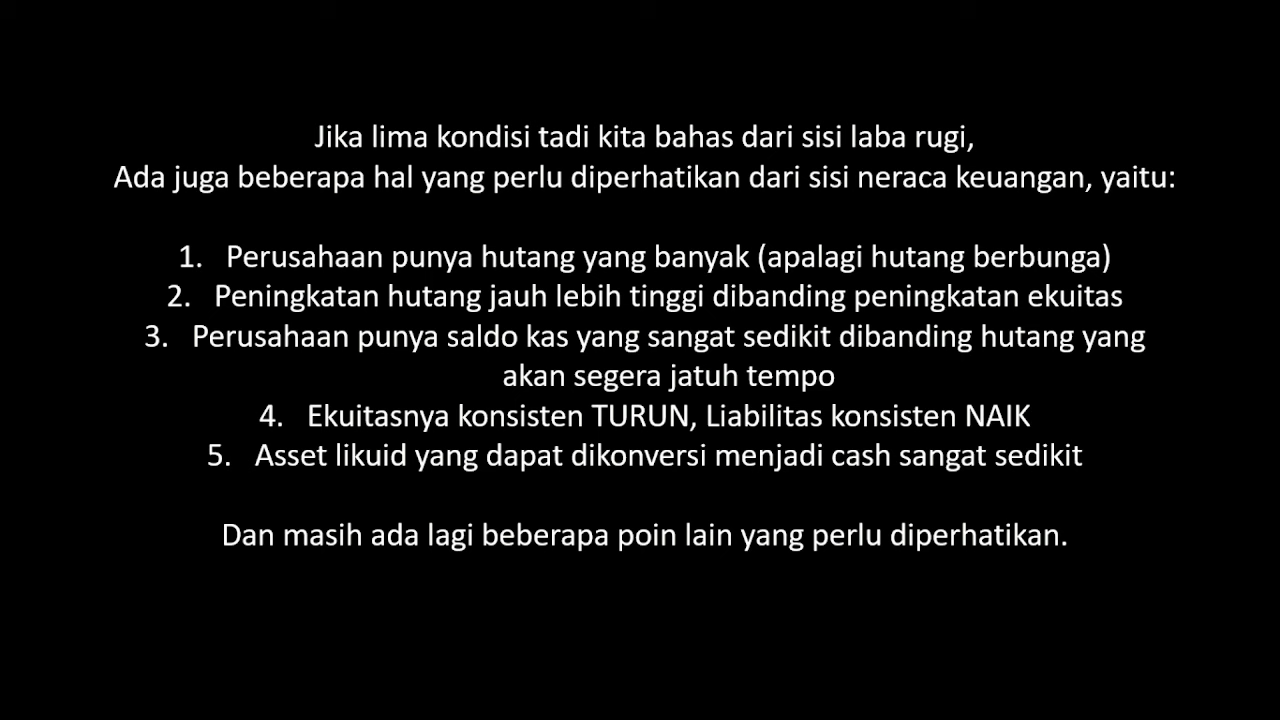 Jika lima kondisi tadi kita bahas dari sisi laba rugi,
Ada juga beberapa hal yang perlu diperhatikan dari sisi neraca keuangan, yaitu:
1. Perusahaan punya hutang yang banyak (apalagi hutang berbunga)
2. Peningkatan hutang jauh lebih tinggi dibanding peningkatan ekuitas
3. Perusahaan punya saldo kas yang sangat sedikit dibanding hutang yang
akan segera jatuh tempo
4. Ekuitasnya konsisten TURUN, Liabilitas konsisten NAIK
5. Asset likuid yang dapat dikonversi menjadi cash sangat sedikit
Dan masih ada lagi beberapa poin lain yang perlu diperhatikan.